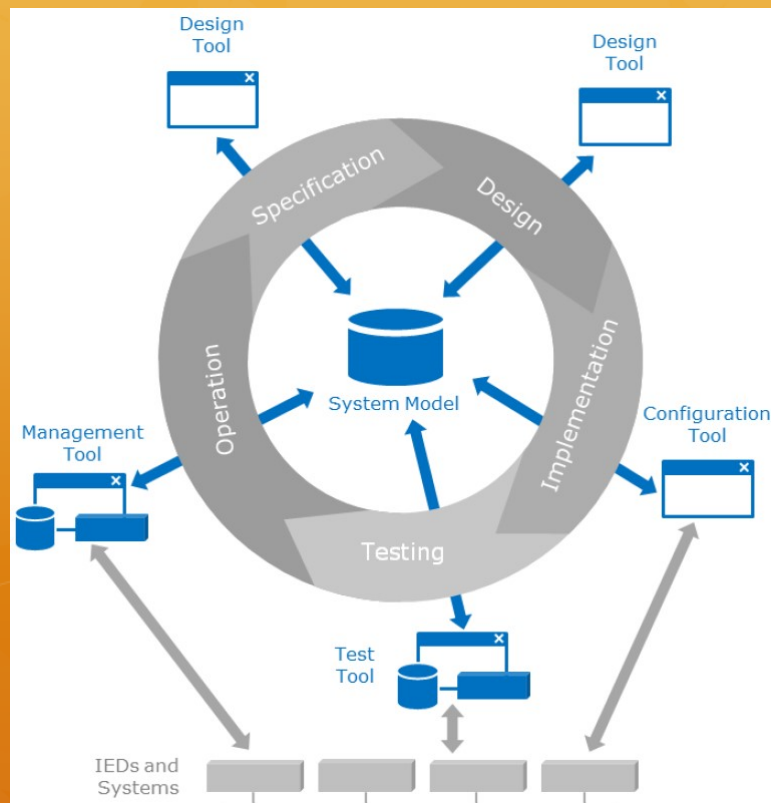 Design
Tool
Design
Tool
Specification
Design
System Model
Operation
Implementation
Management
Tool
Configuration
Tool
Testing
Test
Tool
IEDs and
Systems